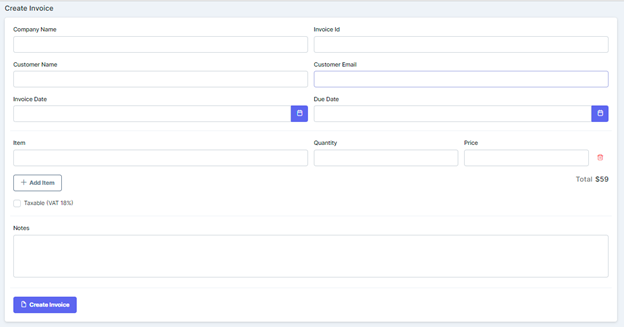 Create Invoice
Company Name Invoice Id
Customer Name Customer Email
Invoice Date Due Date
Item Quantity Price
+ Add Item Total $59
Taxable (VAT 18%)
Notes
Create Invoice